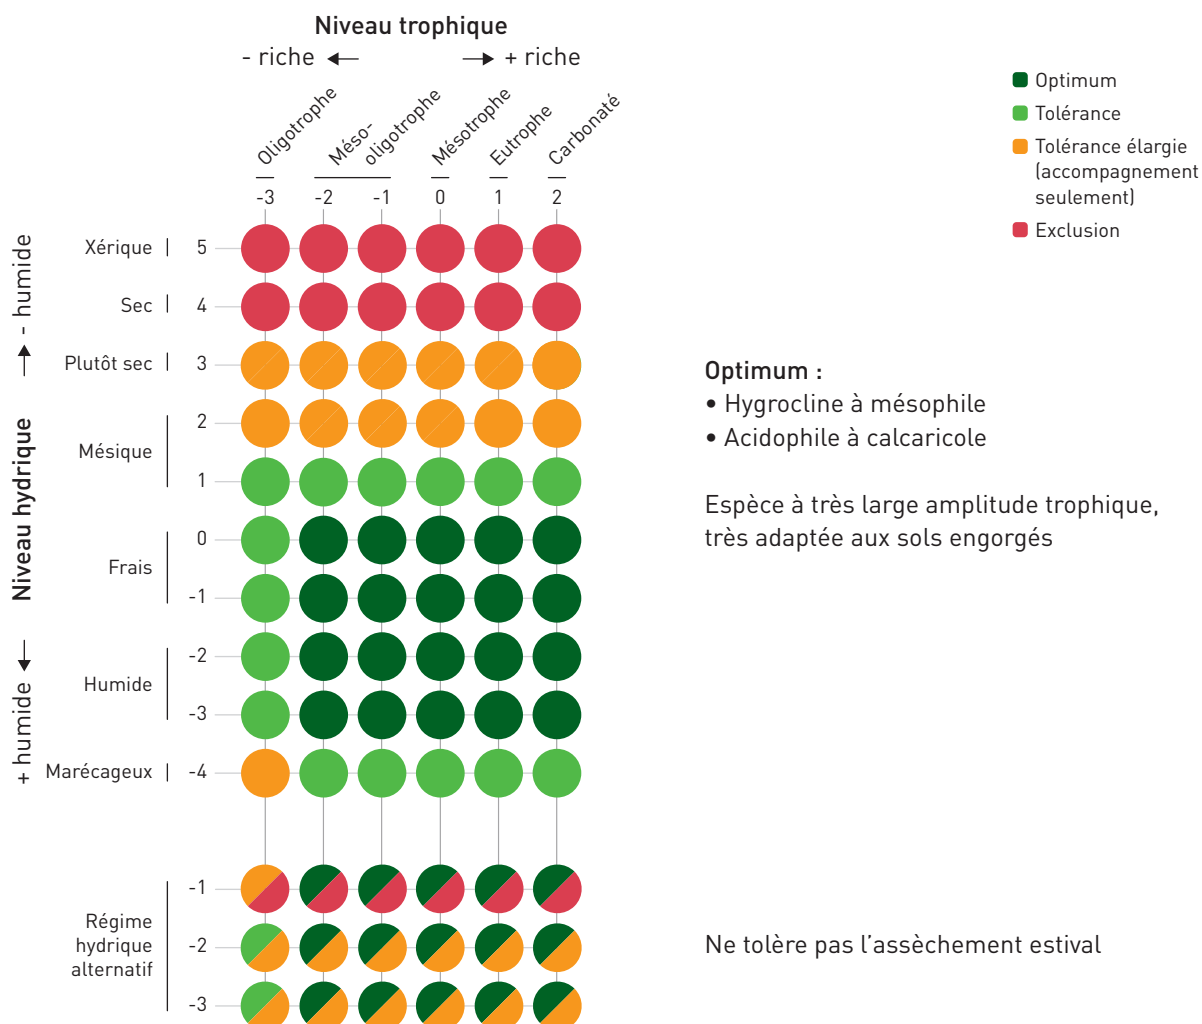 Niveau trophique
- riche ← → + riche
Oligotrophe
Méso-
oligotrophe
Mésotrophe
Eutrophe
Carbonaté
-3 -2 -1 0 1 2
Optimum
Tolérance
Tolérance élargie
(accompagnement
seulement)
Exclusion
Niveau hydrique
→ - humide
+ humide ←
Xérique 5
Sec 4
Plutôt sec 3
2
Mésique
1
0
Frais
-1
-2
Humide
-3
Marécageux -4
Optimum :
• Hygrocline à mésophile
• Acidophile à calcaricole
Espèce à très large amplitude trophique,
très adaptée aux sols engorgés
-1
Régime
hydrique
alternatif
-2
-3
Ne tolère pas l’assèchement estival